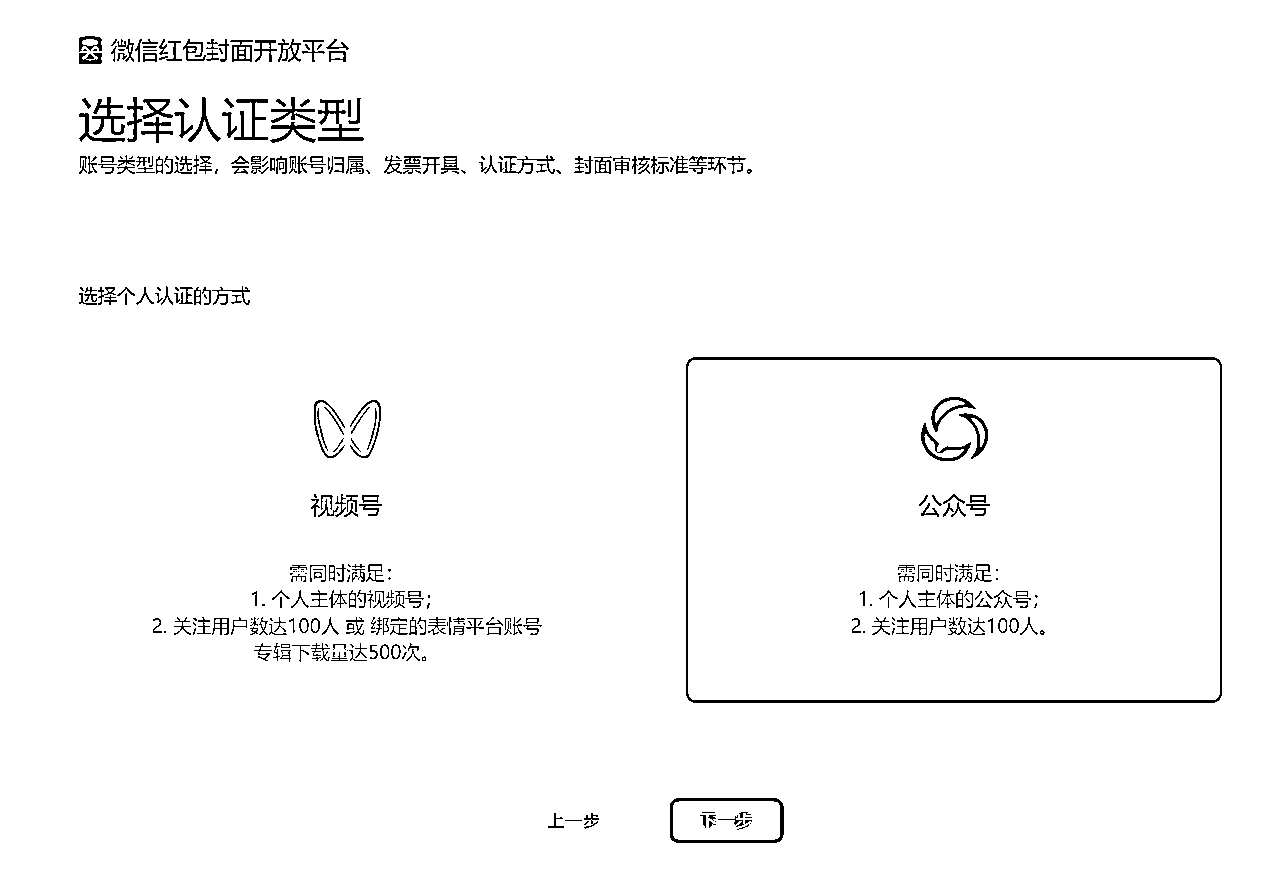 微信红包封面开放平台
选择认证类型
账号类型的选择，会影响账号归属、发票开具、认证方式、封面审核标准等环节。
选择个人认证的方式
视频号
需同时满足：
1. 个人主体的视频号；
2. 关注用户数达100人 或 绑定的表情平台账号
专辑下载量达500次。
公众号
需同时满足：
1. 个人主体的公众号；
2. 关注用户数达100人。
上一步
下一步